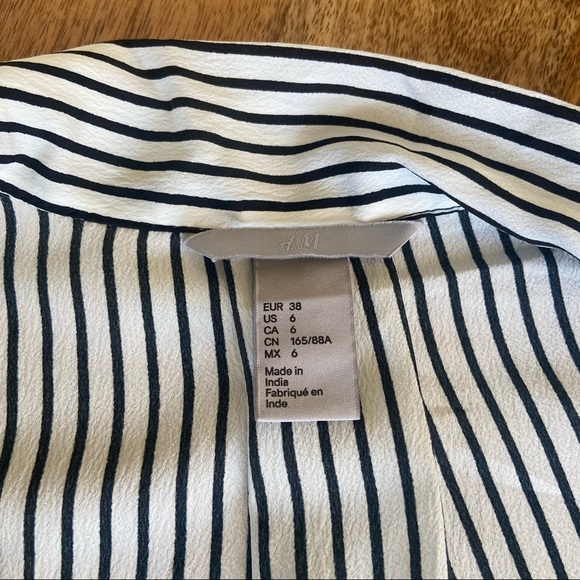 H&M
EUR 38
US 6
CA 6
CN 165/88A
MX 6
Made in
India
Fabriqué en
Inde